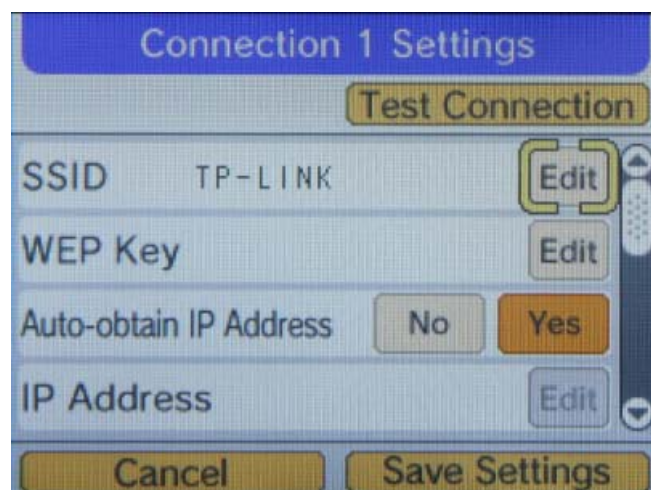 Connection 1 Settings
Test Connection
SSID TP-LINK Edit
WEP Key Edit
Auto-obtain IP Address No Yes
IP Address Edit
Cancel Save Settings